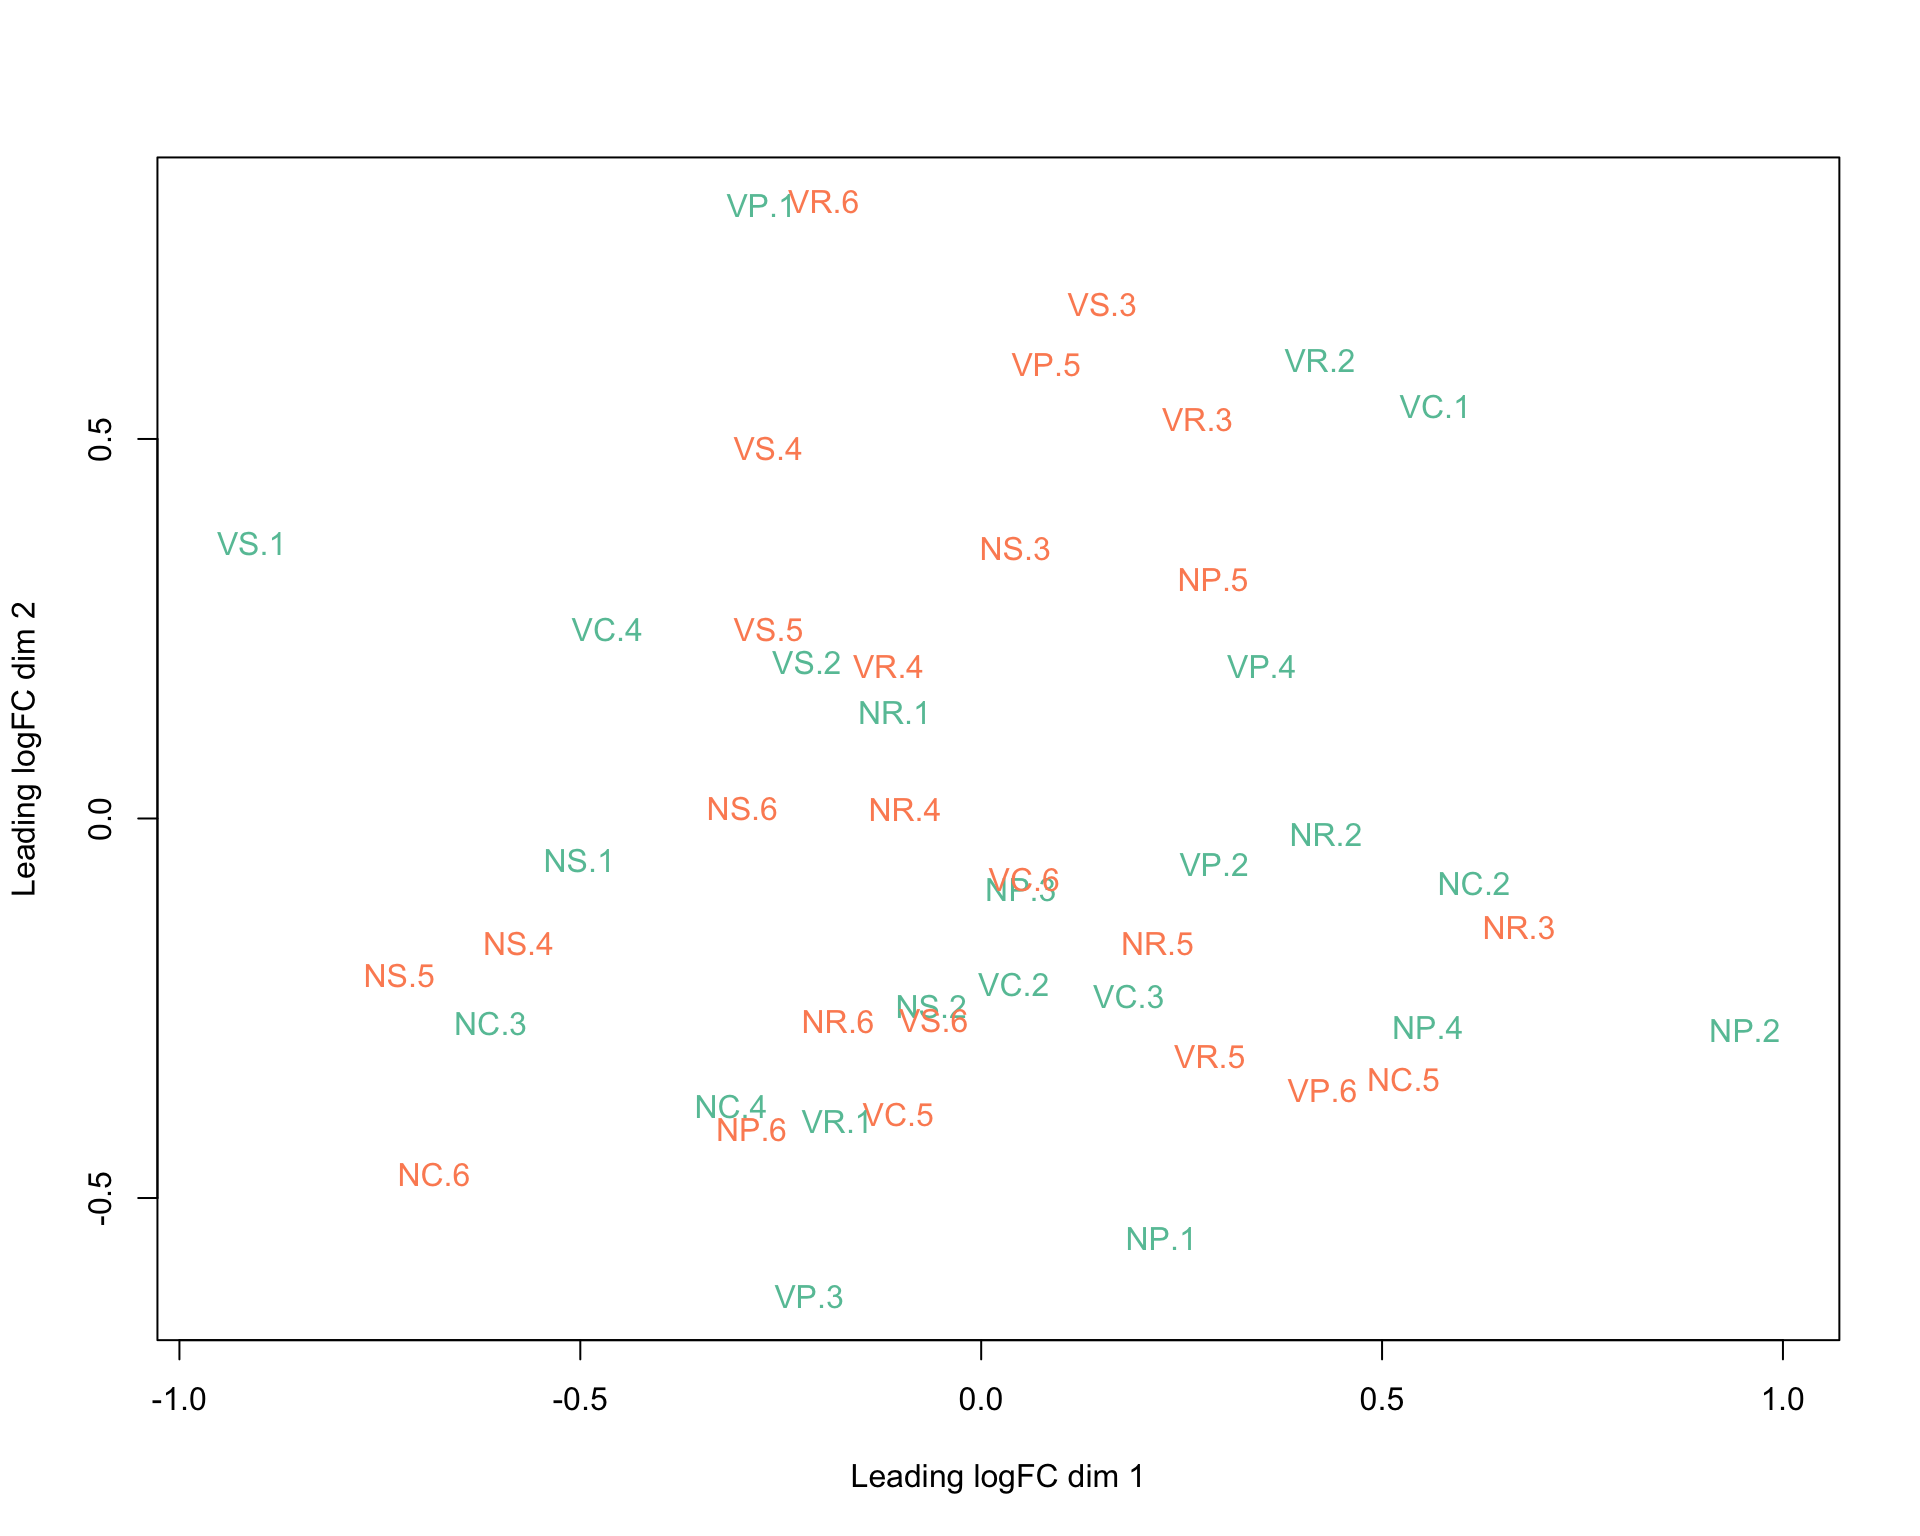 VP.1 VR.6
VS.3
VR.2
VP.5
VC.1
VR.3
0.5
VS.4
VS.1
NS.3
NP.5
VC.4 VS.5
VS.2 VR.4 VP.4
NR.1
0.0
NS.6 NR.4
NR.2
NS.1 VP.2
VC.6
NP.3
NC.2
NR.3
NS.4 NR.5
NS.5
VC.2
VC.3
NS.2
NC.3 NR.6 VS.6 NP.4 NP.2
VR.5
NC.5
VP.6
NC.4
VR.1 VC.5
NP.6
NC.6
-0.5
NP.1
VP.3
Leading logFC dim 2
-1.0 -0.5 0.0 0.5 1.0
Leading logFC dim 1